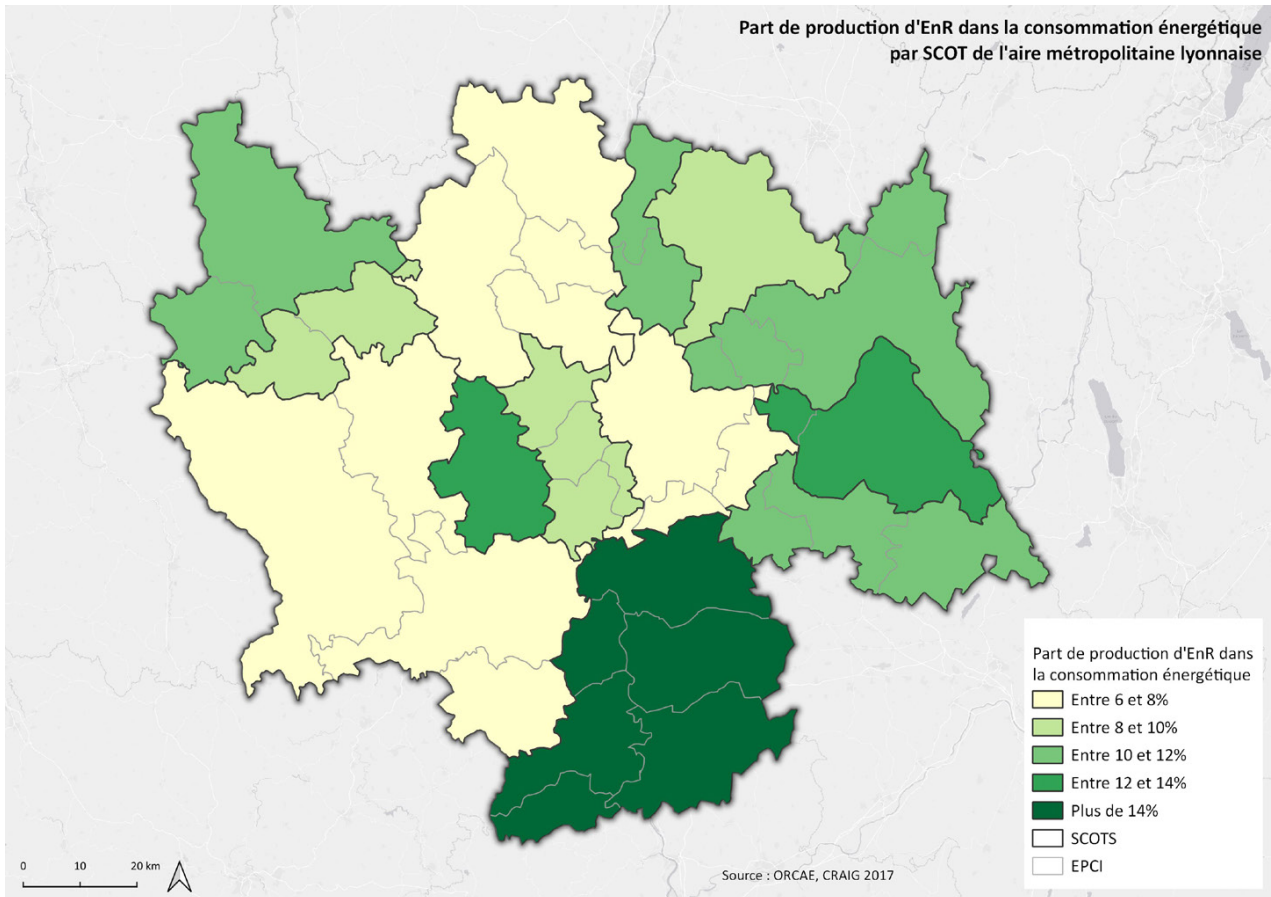 Part de production d'EnR dans la consommation énergétique
par SCOT de l'aire métropolitaine lyonnaise
Part de production d'EnR dans
la consommation énergétique
Entre 6 et 8%
Entre 8 et 10%
Entre 10 et 12%
Entre 12 et 14%
Plus de 14%
SCOTS
EPCI
0 10 20 km
Source : ORCAE, CRAIG 2017